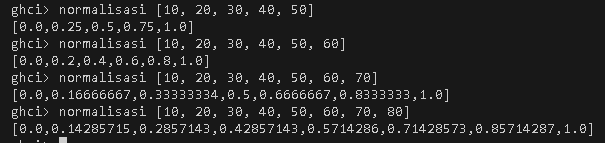 ghci> normalisasi [10, 20, 30, 40, 50]
[0.0,0.25,0.5,0.75,1.0]
ghci> normalisasi [10, 20, 30, 40, 50, 60]
[0.0,0.2,0.4,0.6,0.8,1.0]
ghci> normalisasi [10, 20, 30, 40, 50, 60, 70]
[0.0,0.16666667,0.33333334,0.5,0.6666667,0.8333333,1.0]
ghci> normalisasi [10, 20, 30, 40, 50, 60, 70, 80]
[0.0,0.14285715,0.2857143,0.42857143,0.5714286,0.71428573,0.85714287,1.0]
ghci>